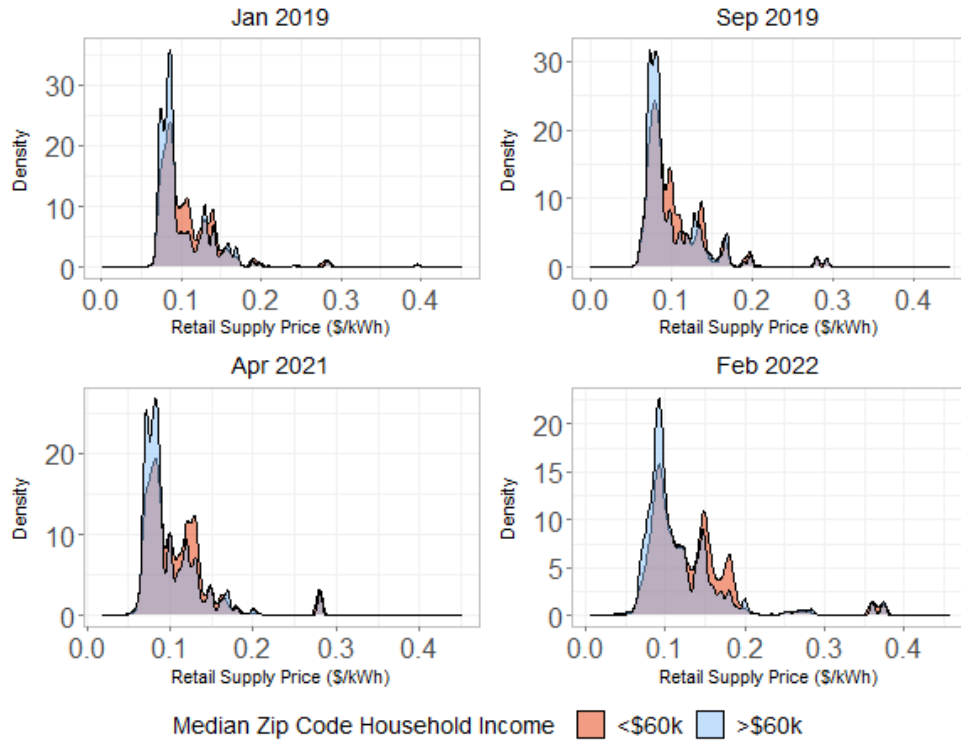 Jan 2019
Sep 2019
Density
30
20
10
0
0.0 0.1 0.2 0.3 0.4
Retail Supply Price ($/kWh)
Density
30
20
10
0
0.0 0.1 0.2 0.3 0.4
Retail Supply Price ($/kWh)
Apr 2021
Feb 2022
Density
20
10
0
0.0 0.1 0.2 0.3 0.4
Retail Supply Price ($/kWh)
Density
20
15
10
5
0
0.0 0.1 0.2 0.3 0.4
Retail Supply Price ($/kWh)
Median Zip Code Household Income <$60k >$60k